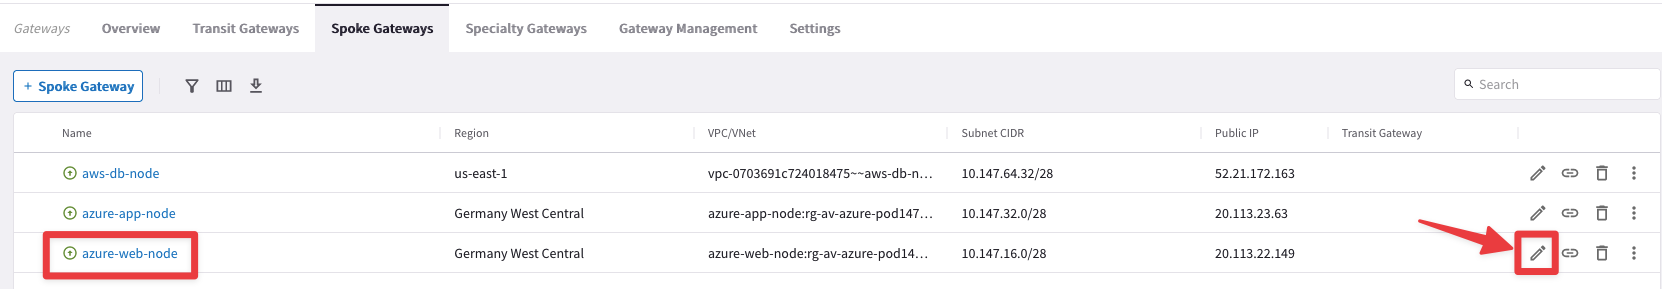 Gateways Overview Transit Gateways Spoke Gateways Specialty Gateways Gateway Management Settings
+ Spoke Gateway Search
Name Region VPC/VNet Subnet CIDR Public IP Transit Gateway
aws-db-node us-east-1 vpc-0703691c724018475~~aws-db-n... 10.147.64.32/28 52.21.172.163
azure-app-node Germany West Central azure-app-node:rg-av-azure-pod147... 10.147.32.0/28 20.113.23.63
azure-web-node Germany West Central azure-web-node:rg-av-azure-pod14... 10.147.16.0/28 20.113.22.149